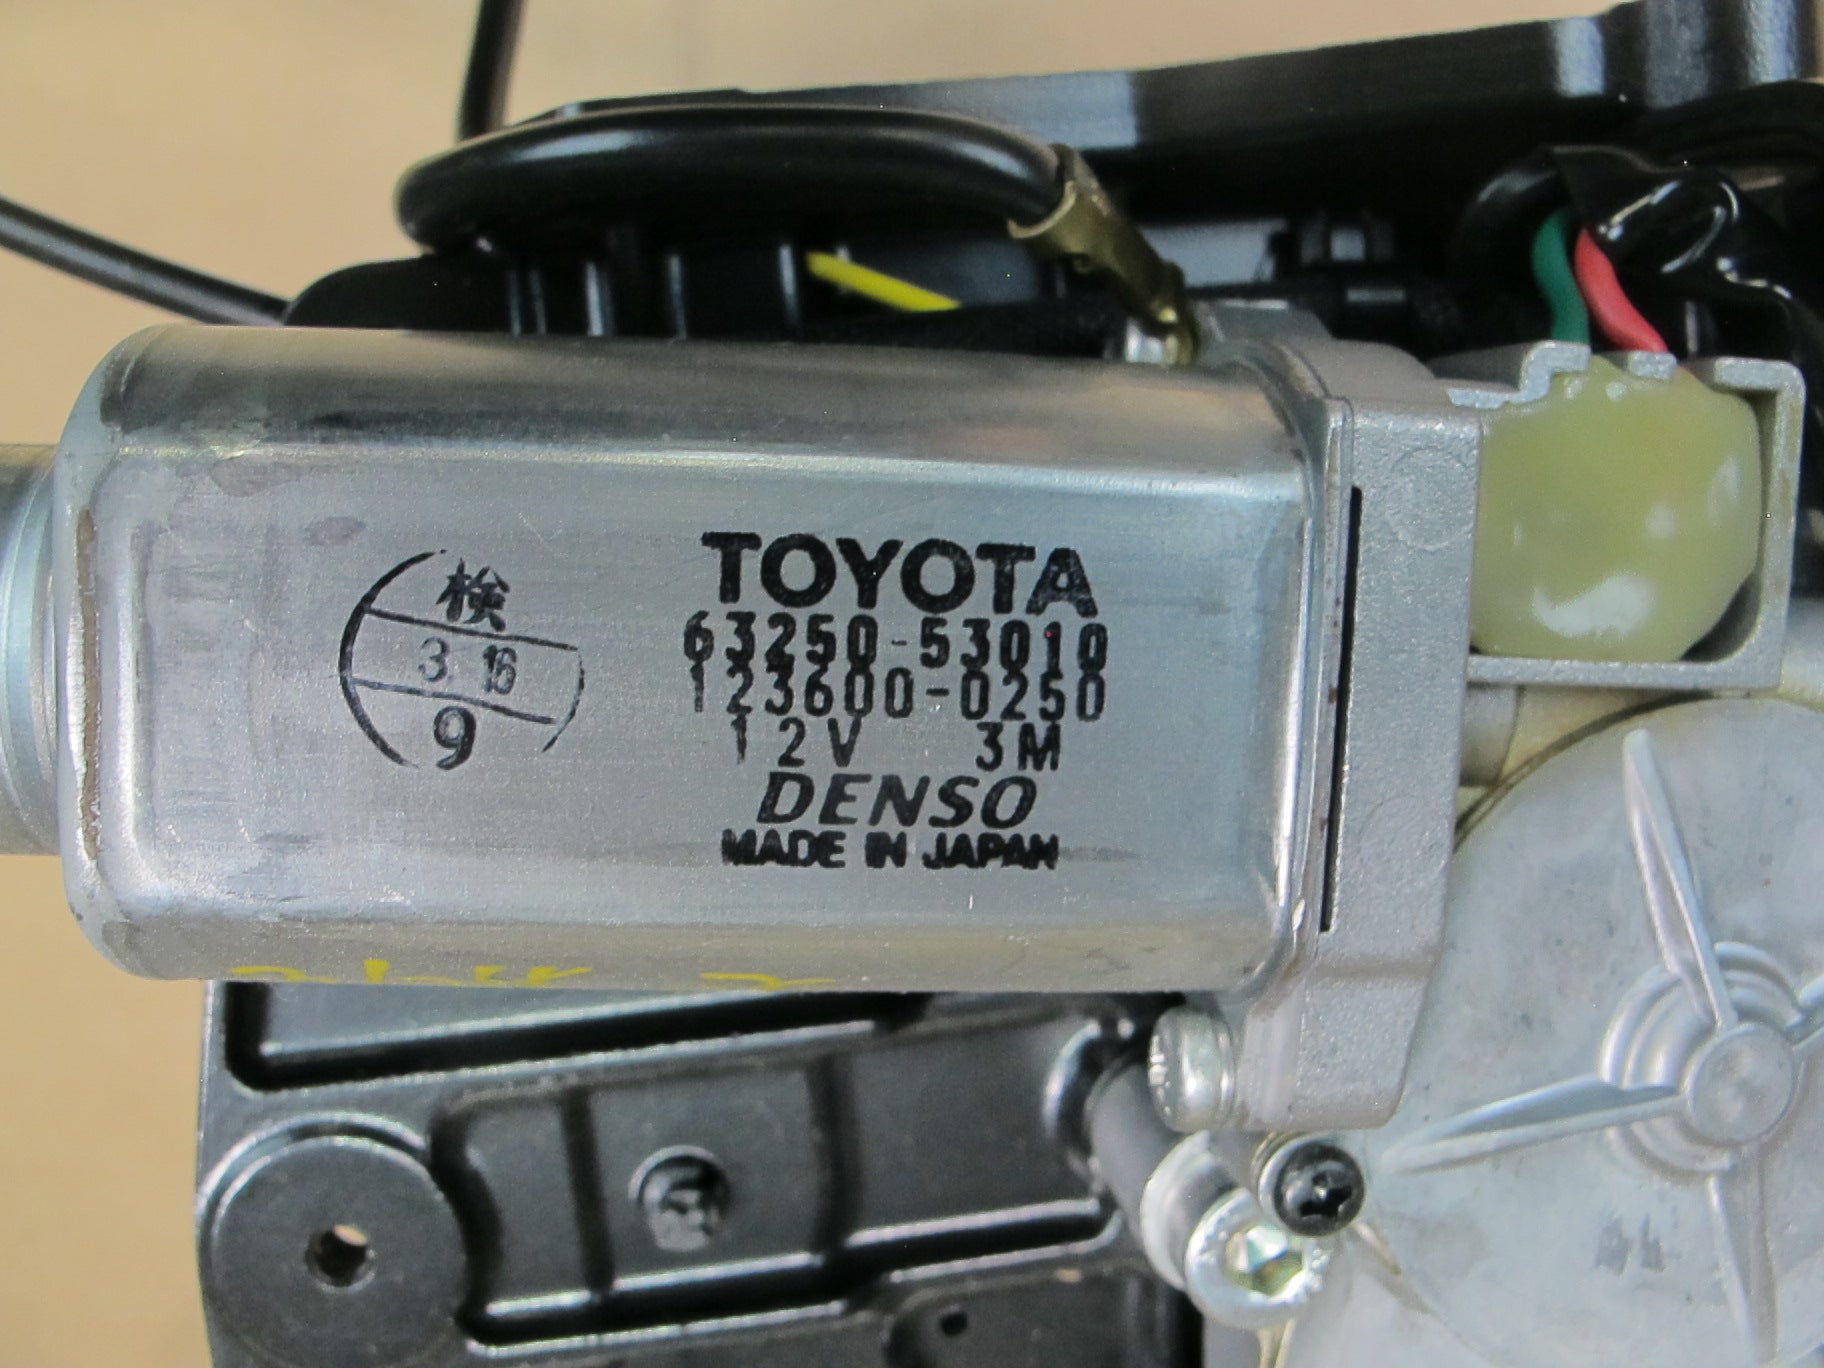 検
3. 16
9
TOYOTA
63250-53010
123600-0250
12V 3M
DENSO
MADE IN JAPAN